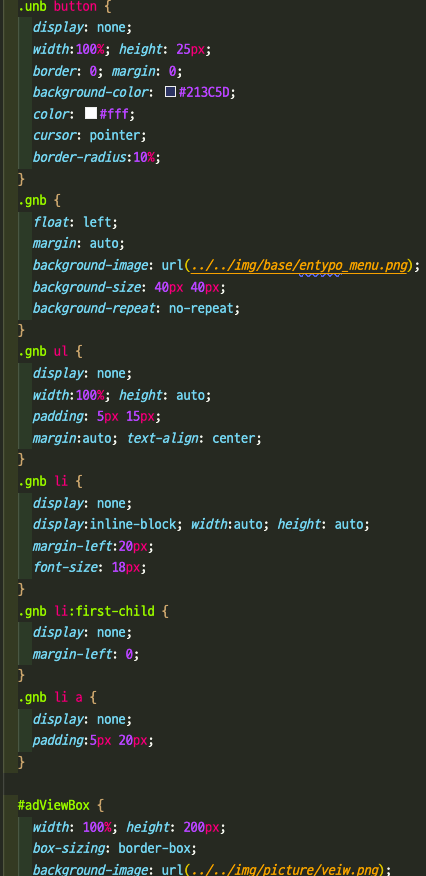 .unb button {
display: none;
width:100%; height: 25px;
border: 0; margin: 0;
background-color: #213C5D;
color: #fff;
cursor: pointer;
border-radius:10%;
}
.gnb {
float: left;
margin: auto;
background-image: url(../../img/base/entypo_menu.png);
background-size: 40px 40px;
background-repeat: no-repeat;
}
.gnb ul {
display: none;
width:100%; height: auto;
padding: 5px 15px;
margin:auto; text-align: center;
}
.gnb li {
display: none;
display:inline-block; width:auto; height: auto;
margin-left:20px;
font-size: 18px;
}
.gnb li:first-child {
display: none;
margin-left: 0;
}
.gnb li a {
display: none;
padding:5px 20px;
}
#adViewBox {
width: 100%; height: 200px;
box-sizing: border-box;
background-image: url(../../img/picture/veiw.png);